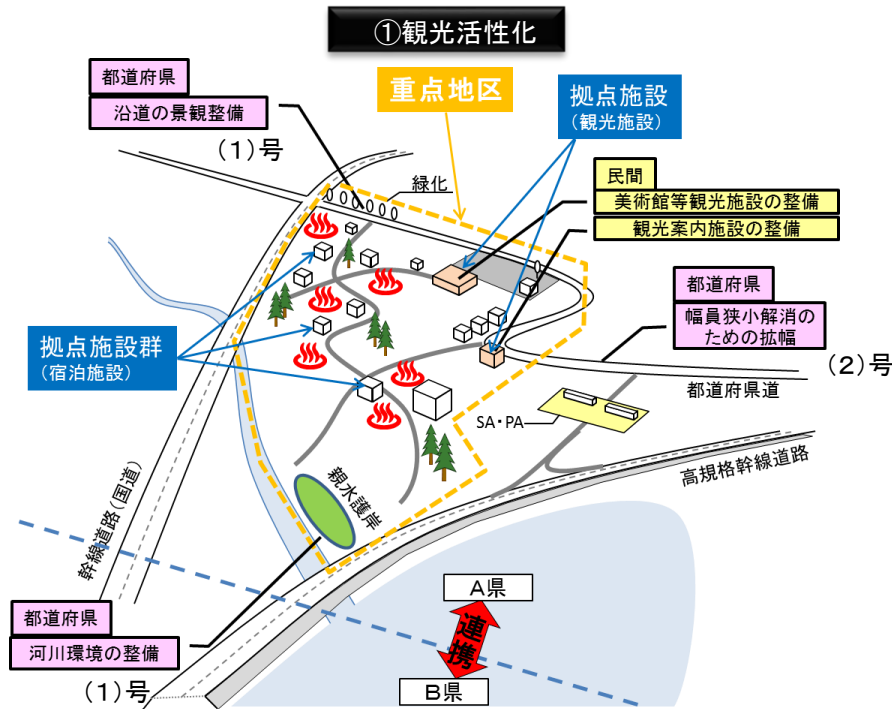 ①観光活性化
都道府県
沿道の景観整備
(1)号
重点地区
拠点施設
(観光施設)
緑化
民間
美術館等観光施設の整備
観光案内施設の整備
都道府県
幅員狭小解消の
ための拡幅
(2)号
都道府県道
拠点施設群
(宿泊施設)
SA・PA
高規格幹線道路
親水護岸
幹線道路(国道)
都道府県
河川環境の整備
(1)号
A県
連携
B県